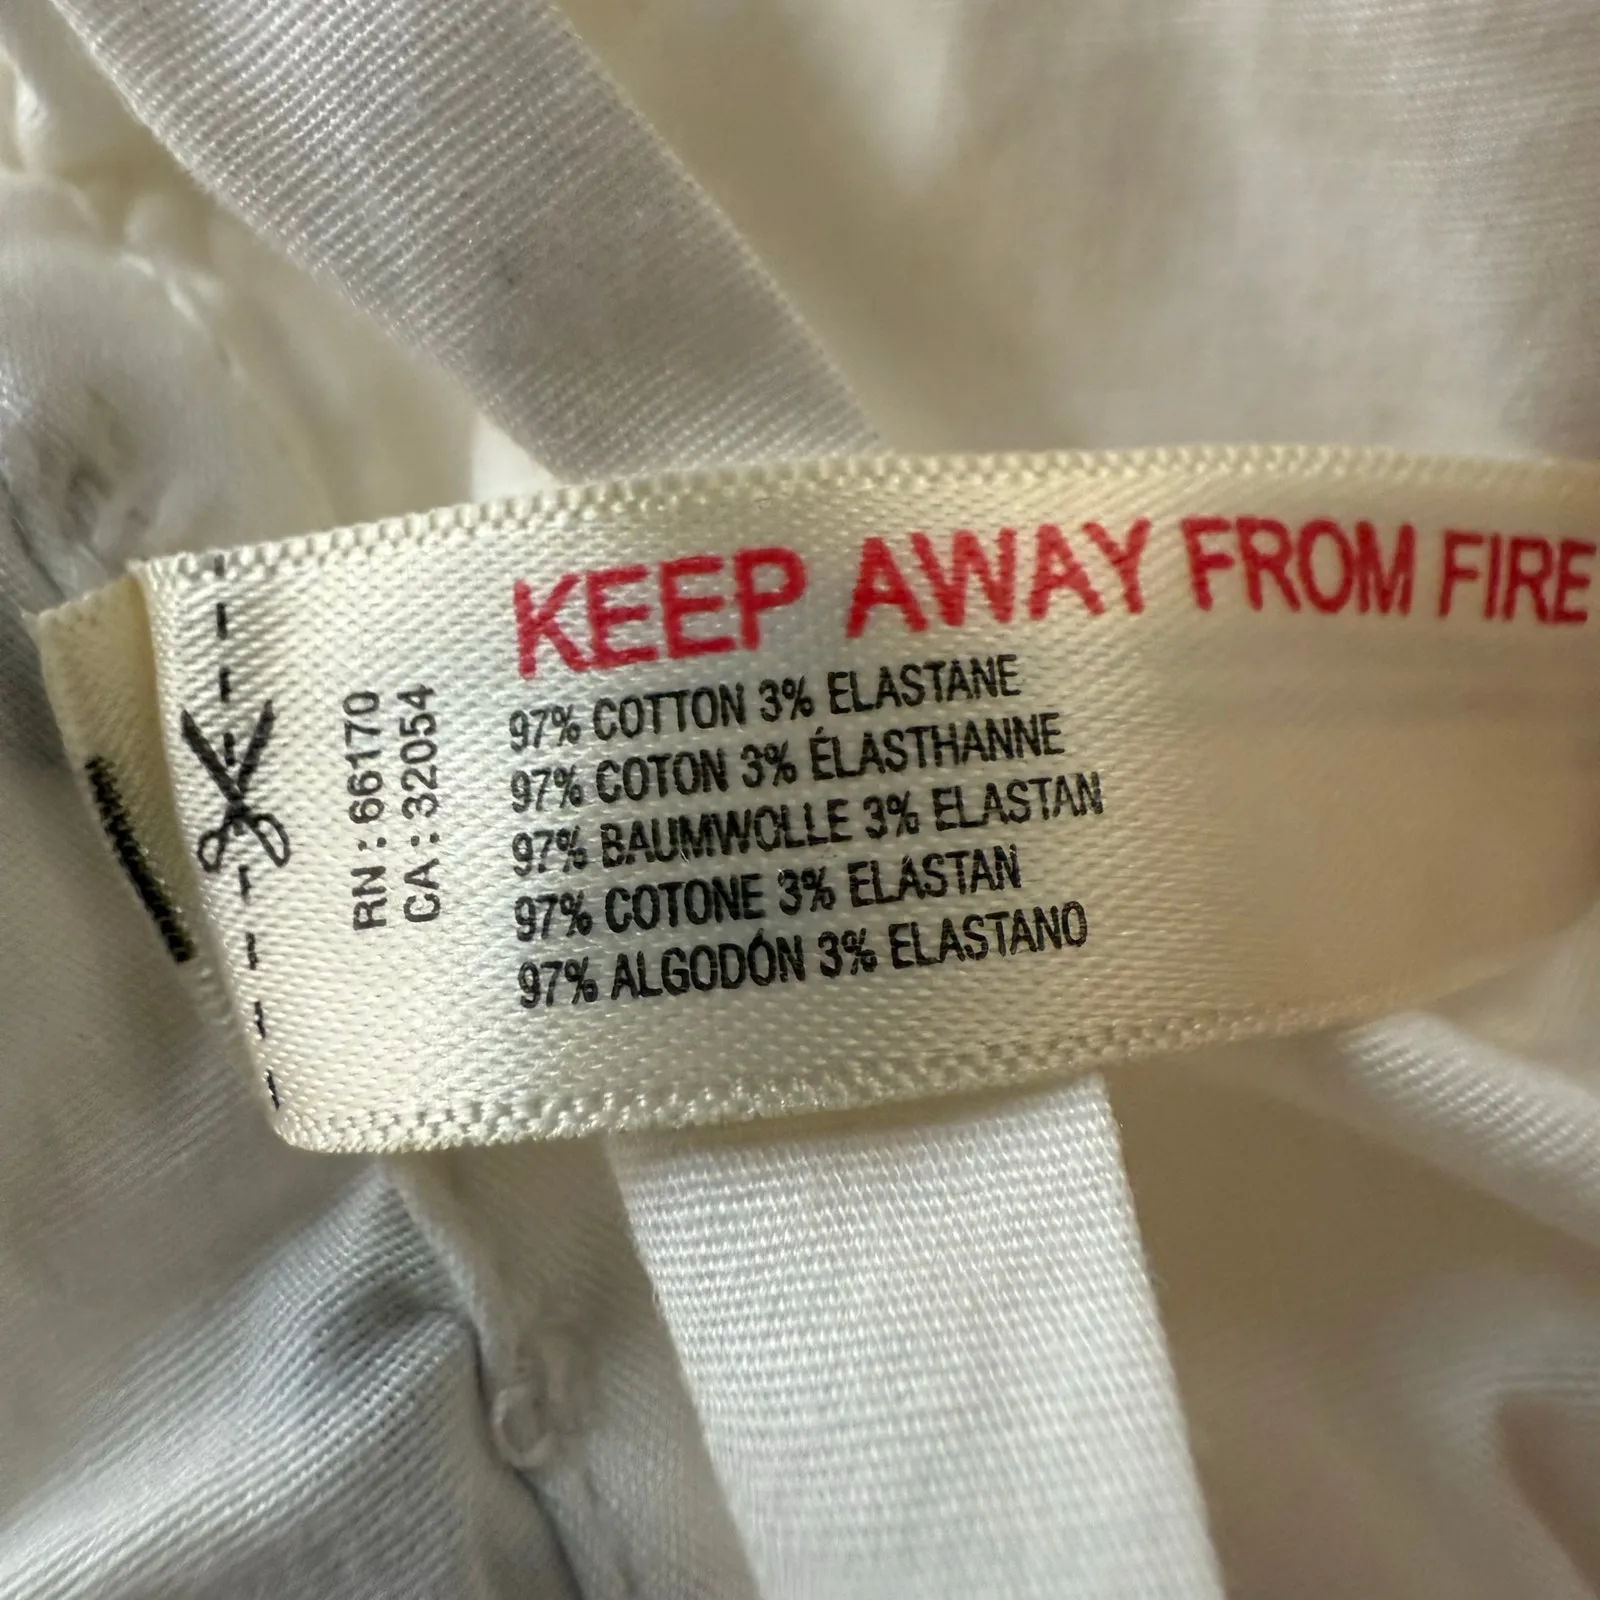 KEEP AWAY FROM FIRE
97% COTTON 3% ELASTANE
97% COTON 3% ÉLASTHANNE
97% BAUMWOLLE 3% ELASTAN
97% COTONE 3% ELASTAN
97% ALGODÓN 3% ELASTANO
RN : 66170
CA : 32054